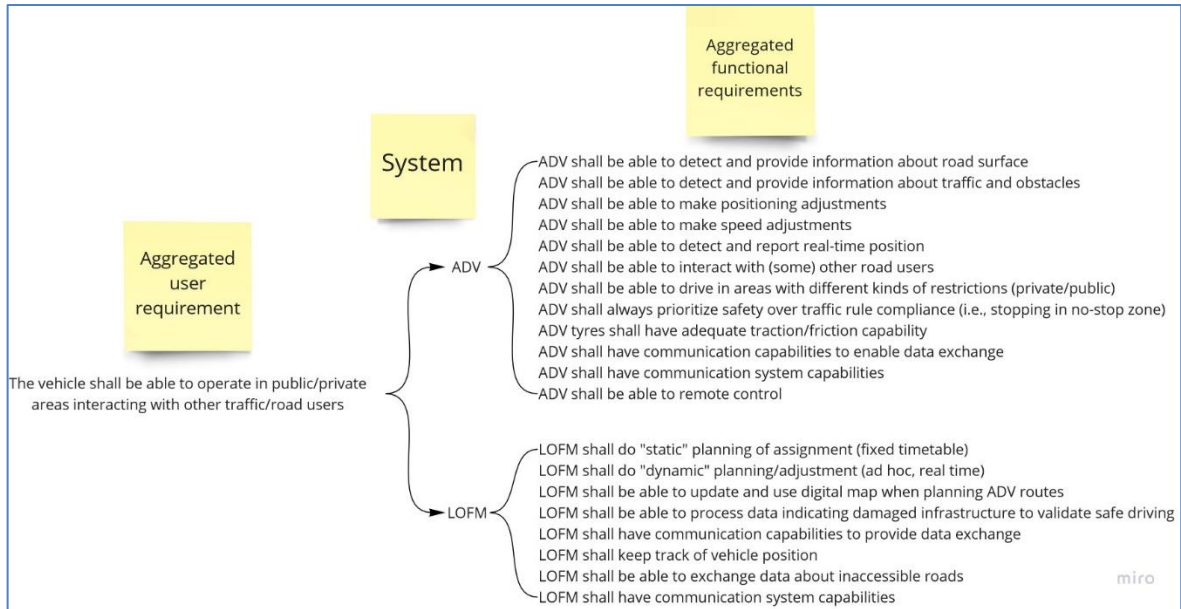 Aggregated
functional
requirements
System
Aggregated
user
requirement
The vehicle shall be able to operate in public/private
areas interacting with other traffic/road users
ADV
ADV shall be able to detect and provide information about road surface
ADV shall be able to detect and provide information about traffic and obstacles
ADV shall be able to make positioning adjustments
ADV shall be able to make speed adjustments
ADV shall be able to detect and report real-time position
ADV shall be able to interact with (some) other road users
ADV shall be able to drive in areas with different kinds of restrictions (private/public)
ADV shall always prioritize safety over traffic rule compliance (i.e., stopping in no-stop zone)
ADV tyres shall have adequate traction/friction capability
ADV shall have communication capabilities to enable data exchange
ADV shall have communication system capabilities
ADV shall be able to remote control
LOFM
LOFM shall do "static" planning of assignment (fixed timetable)
LOFM shall do "dynamic" planning/adjustment (ad hoc, real time)
LOFM shall be able to update and use digital map when planning ADV routes
LOFM shall be able to process data indicating damaged infrastructure to validate safe driving
LOFM shall have communication capabilities to provide data exchange
LOFM shall keep track of vehicle position
LOFM shall be able to exchange data about inaccessible roads
LOFM shall have communication system capabilities
miro